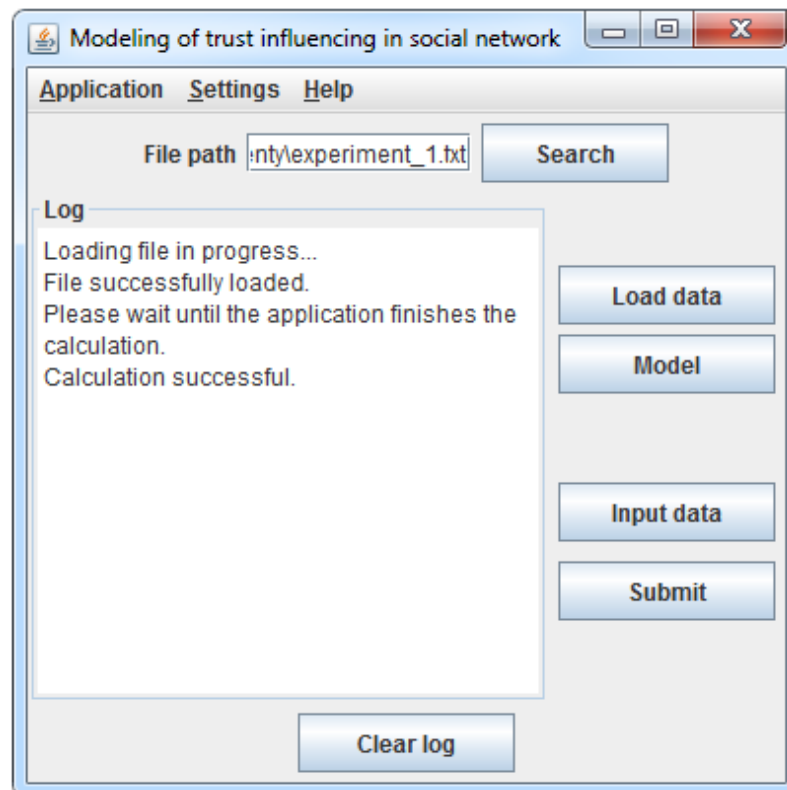 Modeling of trust influencing in social network
Application Settings Help
File path enty\experiment_1.txt Search
Log
Loading file in progress...
File successfully loaded.
Please wait until the application finishes the
calculation.
Calculation successful.
Load data
Model
Input data
Submit
Clear log